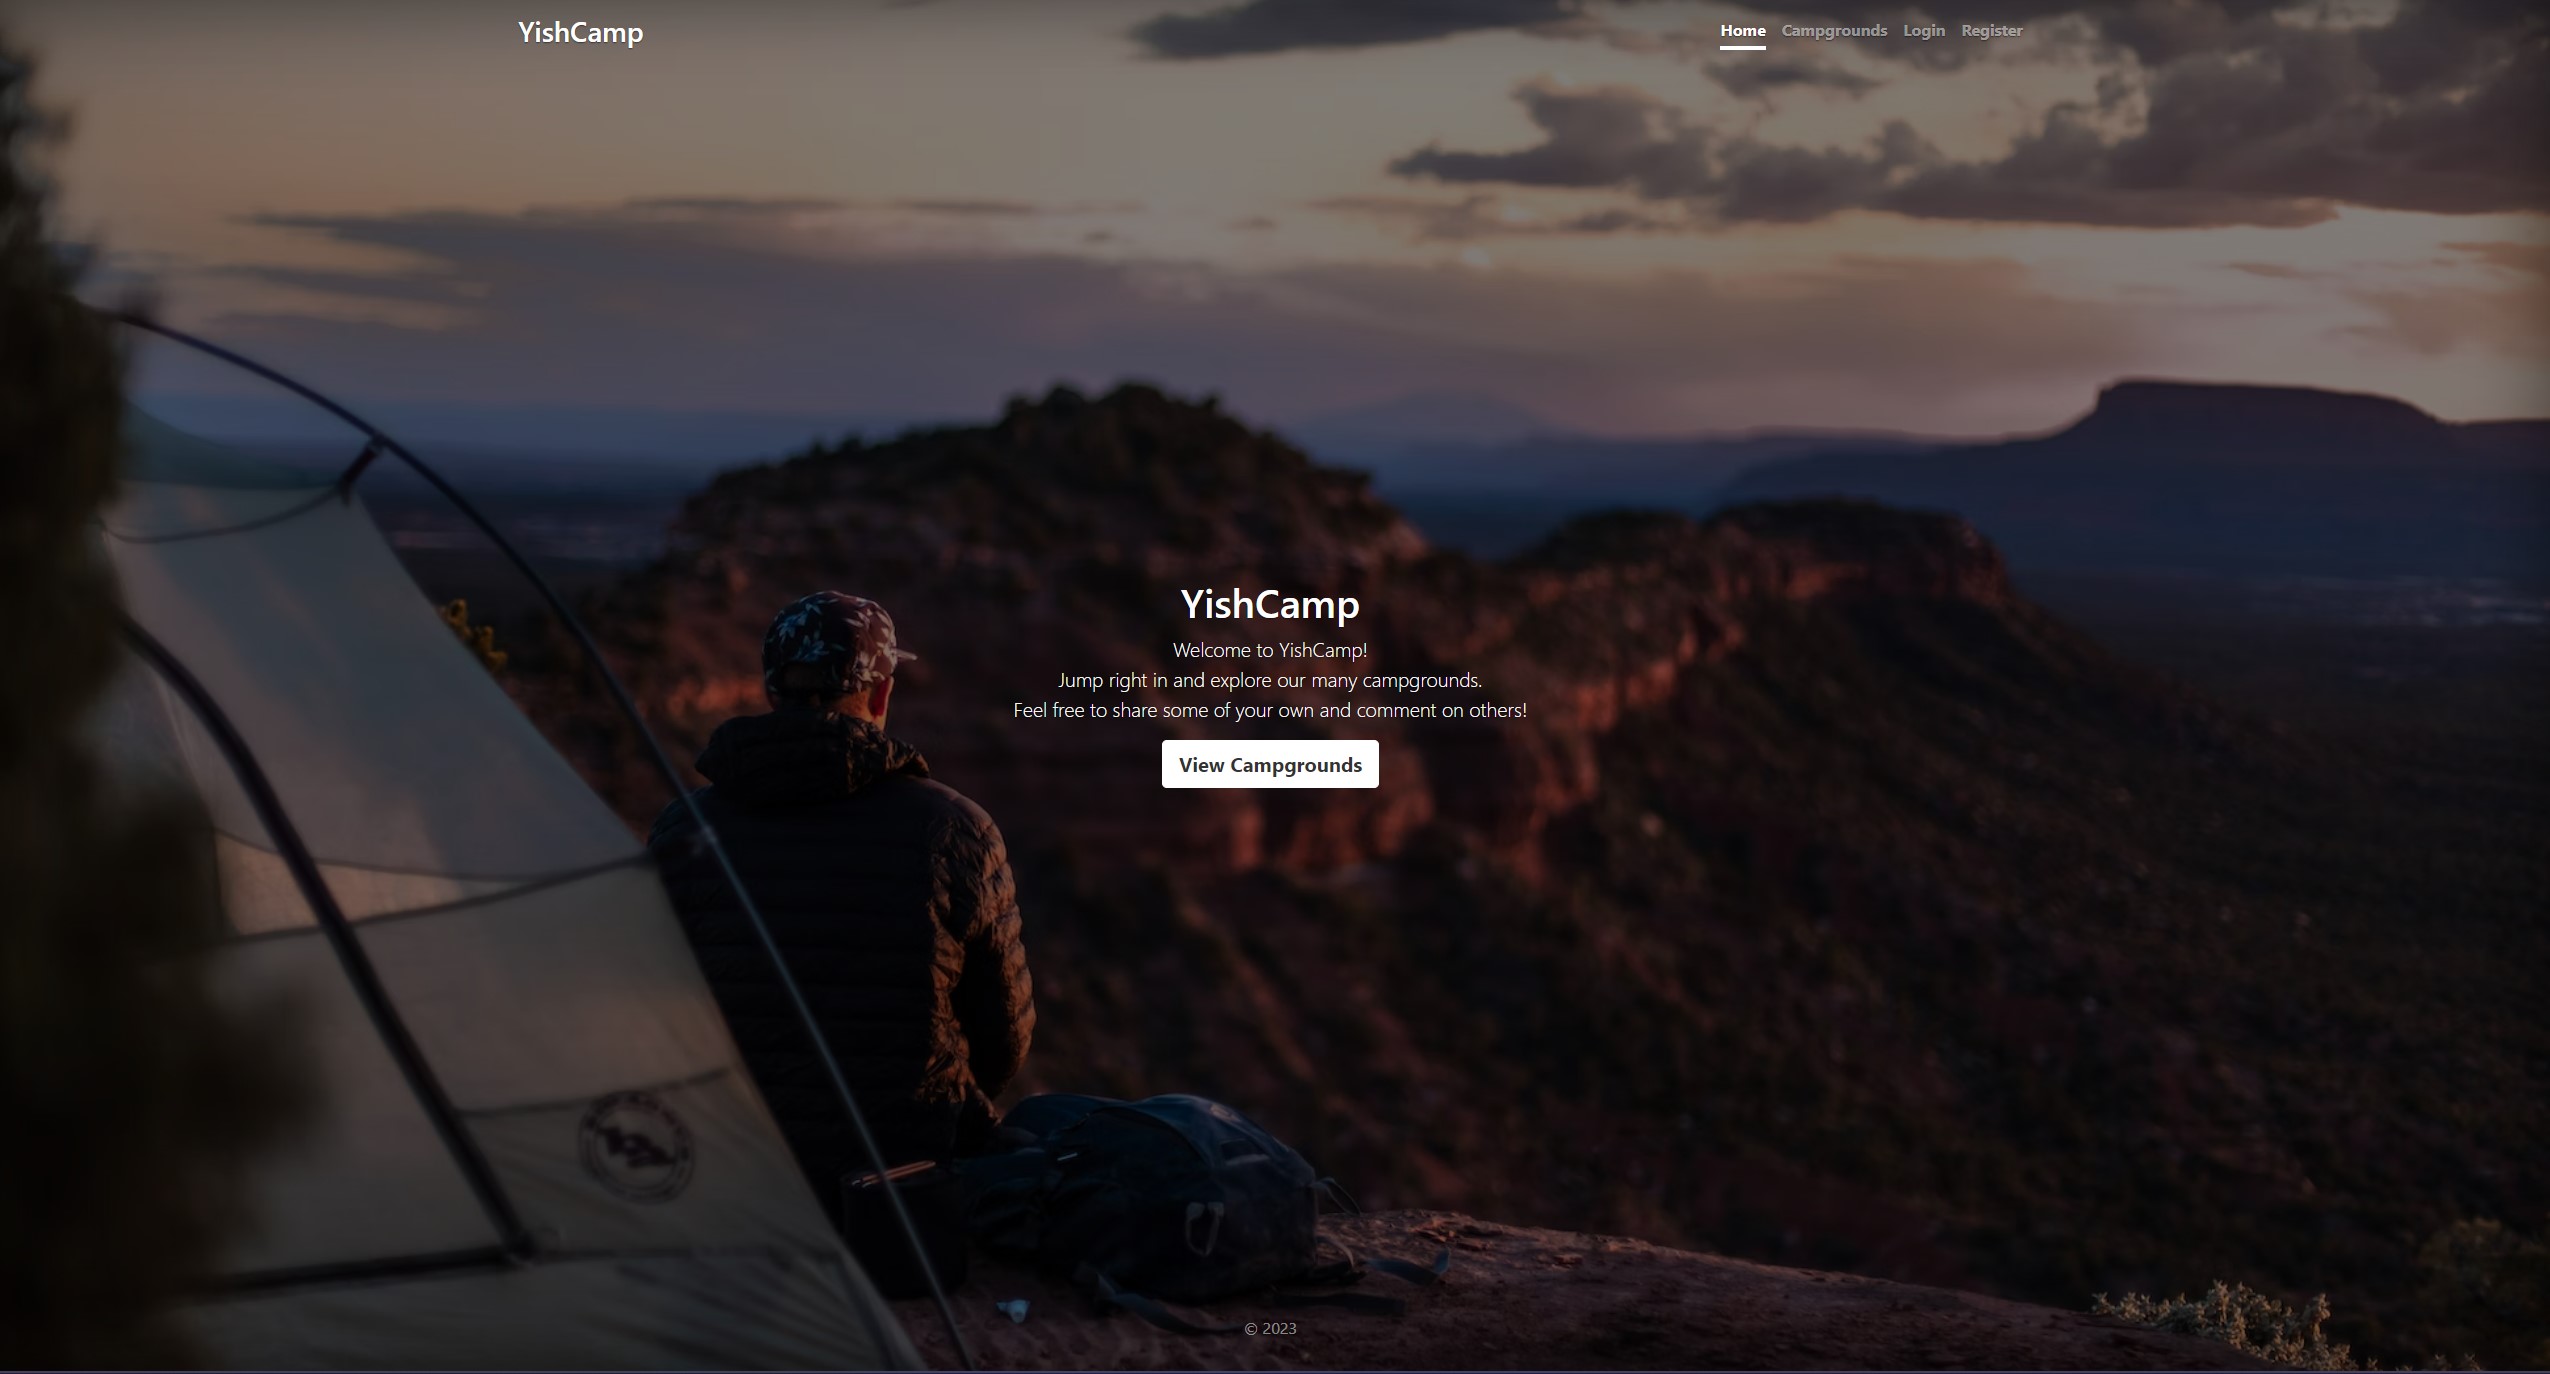 YishCamp
Home Campgrounds Login Register
YishCamp
Welcome to YishCamp!
Jump right in and explore our many campgrounds.
Feel free to share some of your own and comment on others!
View Campgrounds
© 2023